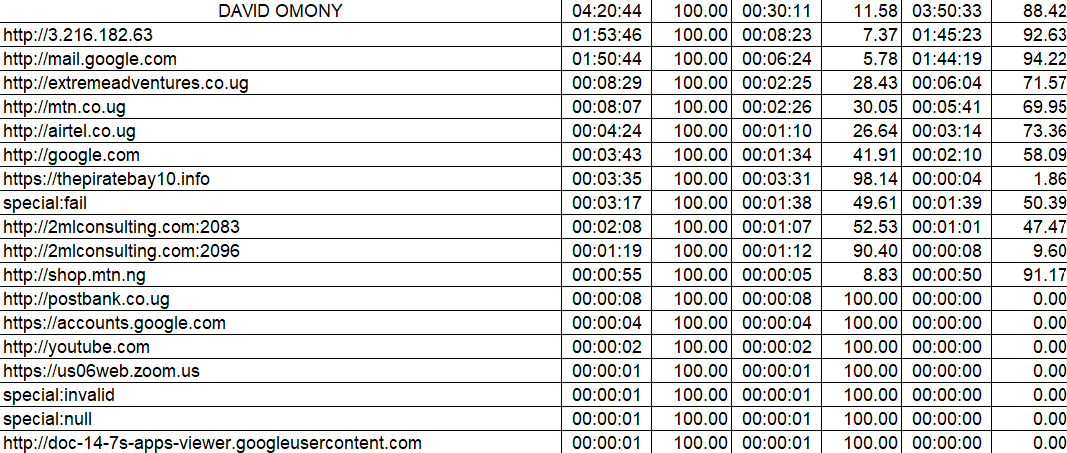 DAVID OMONY 04:20:44 100.00 00:30:11 11.58 03:50:33 88.42
http://3.216.182.63 01:53:46 100.00 00:08:23 7.37 01:45:23 92.63
http://mail.google.com 01:50:44 100.00 00:06:24 5.78 01:44:19 94.22
http://extremeadventures.co.ug 00:08:29 100.00 00:02:25 28.43 00:06:04 71.57
http://mtn.co.ug 00:08:07 100.00 00:02:26 30.05 00:05:41 69.95
http://airtel.co.ug 00:04:24 100.00 00:01:10 26.64 00:03:14 73.36
http://google.com 00:03:43 100.00 00:01:34 41.91 00:02:10 58.09
https://thepiratebay10.info 00:03:35 100.00 00:03:31 98.14 00:00:04 1.86
special:fail 00:03:17 100.00 00:01:38 49.61 00:01:39 50.39
http://2mlconsulting.com:2083 00:02:08 100.00 00:01:07 52.53 00:01:01 47.47
http://2mlconsulting.com:2096 00:01:19 100.00 00:01:12 90.40 00:00:08 9.60
http://shop.mtn.ng 00:00:55 100.00 00:00:05 8.83 00:00:50 91.17
http://postbank.co.ug 00:00:08 100.00 00:00:08 100.00 00:00:00 0.00
https://accounts.google.com 00:00:04 100.00 00:00:04 100.00 00:00:00 0.00
http://youtube.com 00:00:02 100.00 00:00:02 100.00 00:00:00 0.00
https://us06web.zoom.us 00:00:01 100.00 00:00:01 100.00 00:00:00 0.00
special:invalid 00:00:01 100.00 00:00:01 100.00 00:00:00 0.00
special:null 00:00:01 100.00 00:00:01 100.00 00:00:00 0.00
http://doc-14-7s-apps-viewer.googleusercontent.com 00:00:01 100.00 00:00:01 100.00 00:00:00 0.00